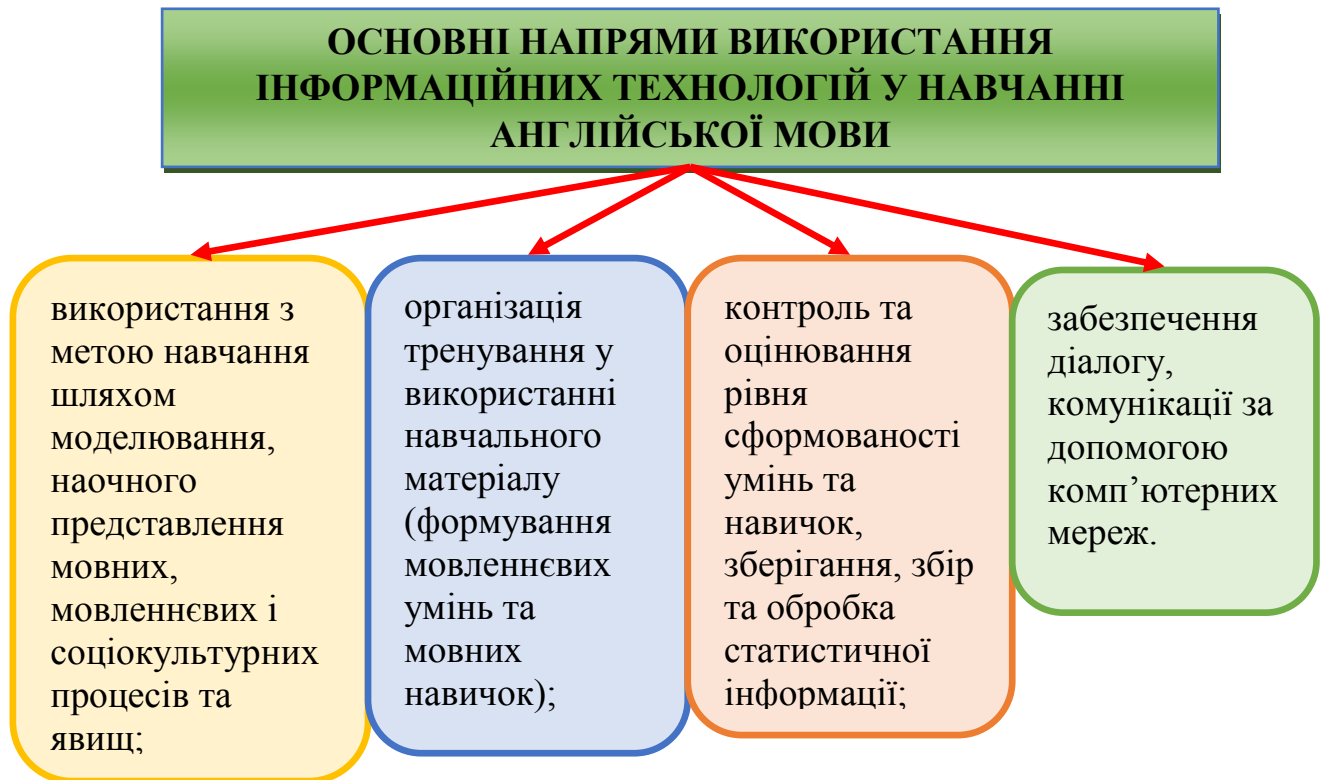 ОСНОВНІ НАПРЯМИ ВИКОРИСТАННЯ
ІНФОРМАЦІЙНИХ ТЕХНОЛОГІЙ У НАВЧАННІ
АНГЛІЙСЬКОЇ МОВИ
використання з
метою навчання
шляхом
моделювання,
наочного
представлення
мовних,
мовленнєвих і
соціокультурних
процесів та
явищ;
організація
тренування у
використанні
навчального
матеріалу
(формування
мовленнєвих
умінь та
мовних
навичок);
контроль та
оцінювання
рівня
сформованості
умінь та
навичок,
зберігання, збір
та обробка
статистичної
інформації;
забезпечення
діалогу,
комунікації за
допомогою
комп’ютерних
мереж.